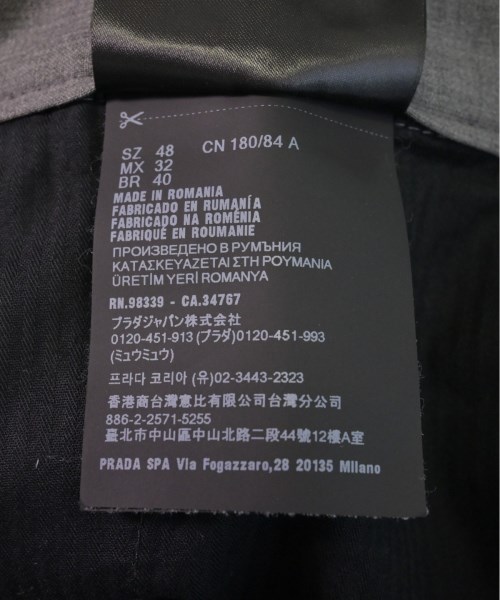 SZ 48 CN 180/84 A
MX 32
BR 40
MADE IN ROMANIA
FABRICADO EN RUMANÍA
FABRICADO NA ROMÊNIA
FABRIQUÉ EN ROUMANIE
ПРОИЗВЕДЕНО В РУМЪНИЯ
ΚΑΤΑΣΚΕΥΑΖΕΤΑΙ ΣΤΗ ΡΟΥΜΑΝΙΑ
ÜRETİM YERİ ROMANYA
RN.98339 - CA.34767
プラダジャパン株式会社
0120-451-913 (プラダ)0120-451-993
(ミュウミュウ)
프라다 코리아 (유)02-3443-2323
香港商台灣意比有限公司台灣分公司
886-2-2571-5255
臺北市中山區中山北路二段44號12樓A室
PRADA SPA Via Fogazzaro,28 20135 Milano